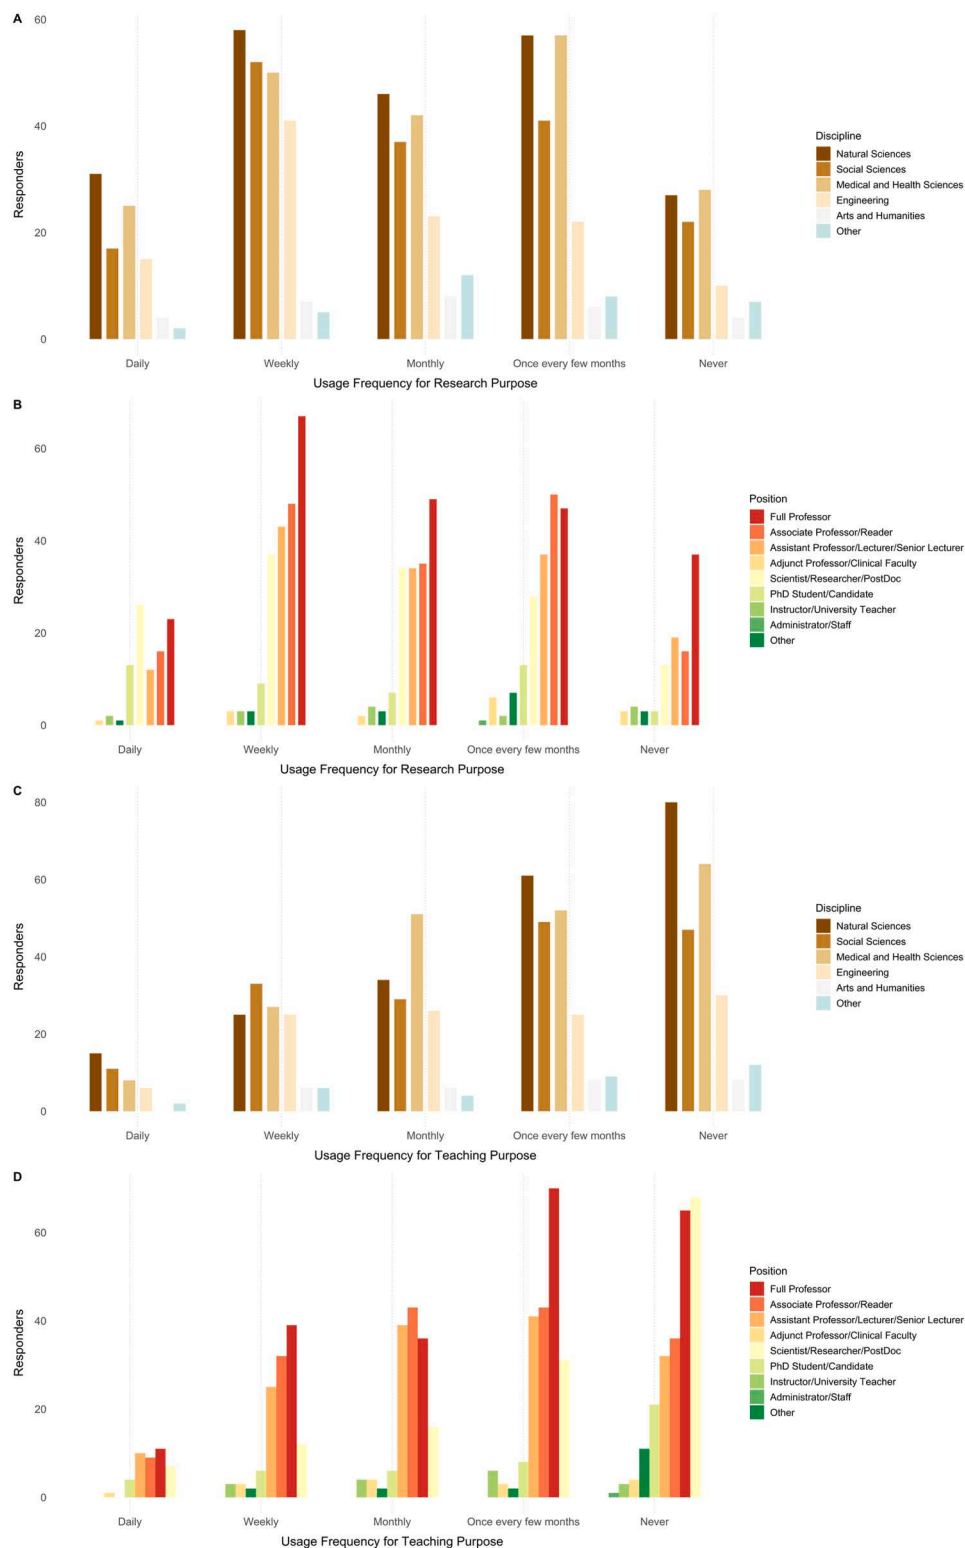 A
60
40
20
0
Responders
Daily
Weekly
Monthly
Once every few months
Never
Usage Frequency for Research Purpose
Discipline
Natural Sciences
Social Sciences
Medical and Health Sciences
Engineering
Arts and Humanities
Other
B
60
40
20
0
Responders
Daily
Weekly
Monthly
Once every few months
Never
Usage Frequency for Research Purpose
Position
Full Professor
Associate Professor/Reader
Assistant Professor/Lecturer/Senior Lecturer
Adjunct Professor/Clinical Faculty
Scientist/Researcher/PostDoc
PhD Student/Candidate
Instructor/University Teacher
Administrator/Staff
Other
C
80
60
40
20
0
Responders
Daily
Weekly
Monthly
Once every few months
Never
Usage Frequency for Teaching Purpose
Discipline
Natural Sciences
Social Sciences
Medical and Health Sciences
Engineering
Arts and Humanities
Other
D
60
40
20
0
Responders
Daily
Weekly
Monthly
Once every few months
Never
Usage Frequency for Teaching Purpose
Position
Full Professor
Associate Professor/Reader
Assistant Professor/Lecturer/Senior Lecturer
Adjunct Professor/Clinical Faculty
Scientist/Researcher/PostDoc
PhD Student/Candidate
Instructor/University Teacher
Administrator/Staff
Other